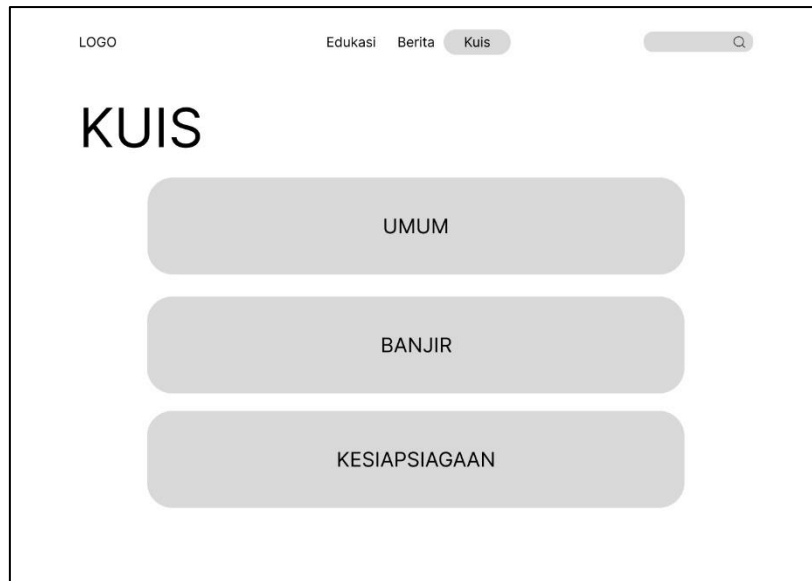 LOGO Edukasi Berita Kuis
KUIS
UMUM
BANJIR
KESIAPSIAGAAN